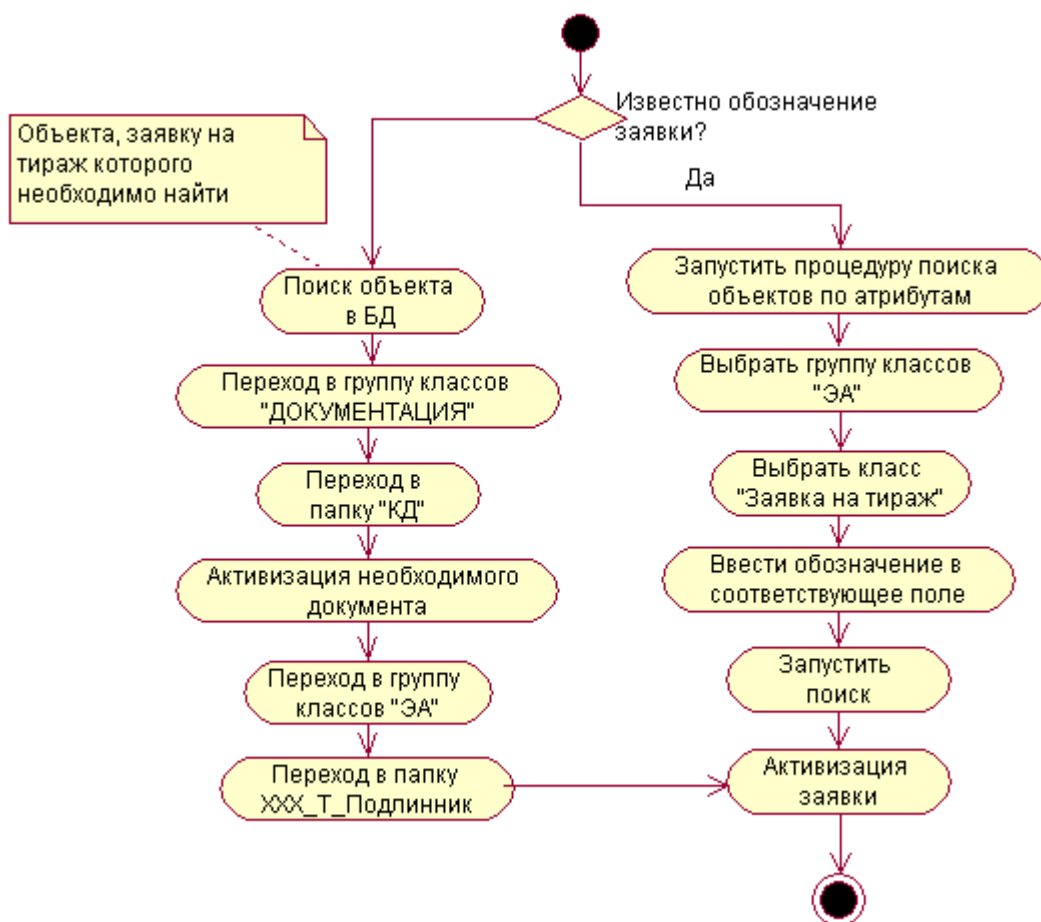 Известно обозначение
заявки?
Объекта, заявку на
тираж которого
необходимо найти
Да
Поиск объекта
в БД
Переход в группу классов
"ДОКУМЕНТАЦИЯ"
Переход в
папку "КД"
Активизация необходимого
документа
Переход в группу
классов "ЭА"
Переход в папку
XXX_Т_Подлинник
Запустить процедуру поиска
объектов по атрибутам
Выбрать группу классов
"ЭА"
Выбрать класс
"Заявка на тираж"
Ввести обозначение в
соответствующее поле
Запустить
поиск
Активизация
заявки